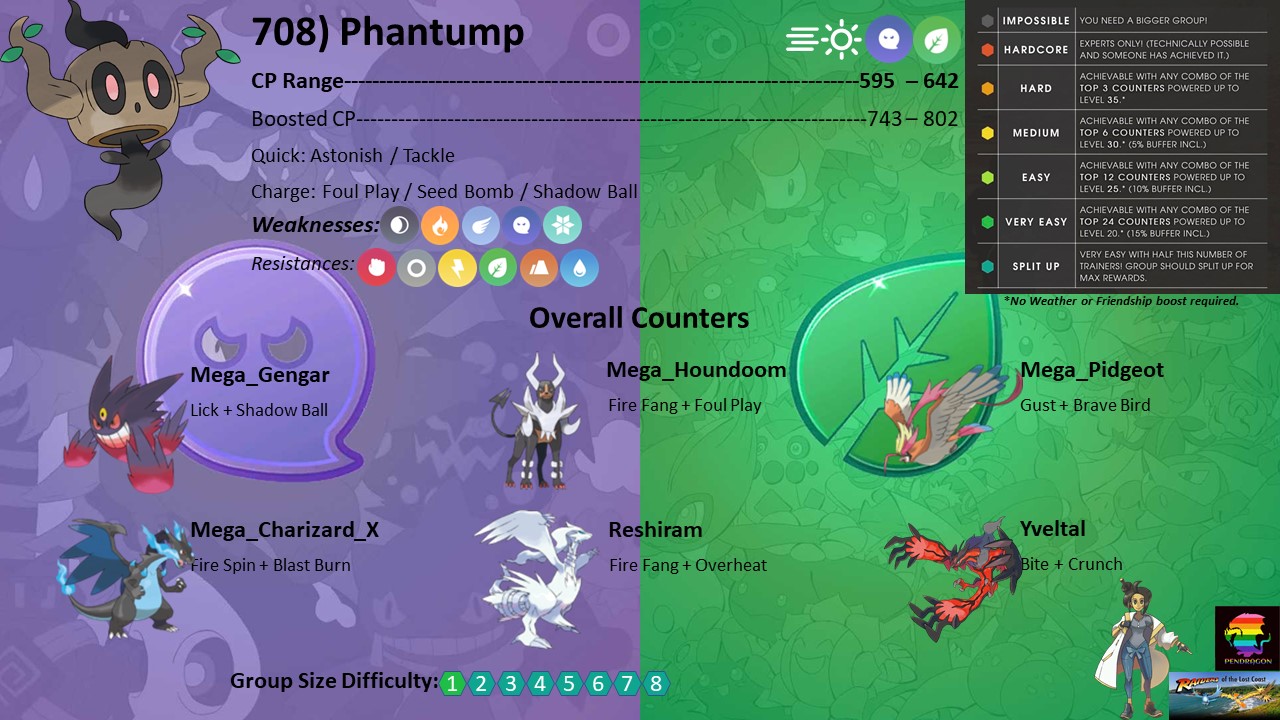 708) Phantump
CP Range--------------------------------------------------------------------------595 – 642
Boosted CP-------------------------------------------------------------------------743 – 802
Quick: Astonish / Tackle
Charge: Foul Play / Seed Bomb / Shadow Ball
Weaknesses:
Resistances:
IMPOSSIBLE YOU NEED A BIGGER GROUP!
HARDCORE EXPERTS ONLY! (TECHNICALLY POSSIBLE
AND SOMEONE HAS ACHIEVED IT.)
HARD ACHIEVABLE WITH ANY COMBO OF THE
TOP 3 COUNTERS POWERED UP TO
LEVEL 35.*
MEDIUM ACHIEVABLE WITH ANY COMBO OF THE
TOP 6 COUNTERS POWERED UP TO
LEVEL 30.* (5% BUFFER INCL.)
EASY ACHIEVABLE WITH ANY COMBO OF THE
TOP 12 COUNTERS POWERED UP TO
LEVEL 25.* (10% BUFFER INCL.)
VERY EASY ACHIEVABLE WITH ANY COMBO OF THE
TOP 24 COUNTERS POWERED UP TO
LEVEL 20.* (15% BUFFER INCL.)
SPLIT UP VERY EASY WITH HALF THIS NUMBER OF
TRAINERS! GROUP SHOULD SPLIT UP FOR
MAX REWARDS.
*No Weather or Friendship boost required.
Overall Counters
Mega_Gengar
Lick + Shadow Ball
Mega_Houndoom
Fire Fang + Foul Play
Mega_Pidgeot
Gust + Brave Bird
Mega_Charizard_X
Fire Spin + Blast Burn
Reshiram
Fire Fang + Overheat
Yveltal
Bite + Crunch
Group Size Difficulty: 1 2 3 4 5 6 7 8
PENDRAGON
RAIDERS of the Lost Coast